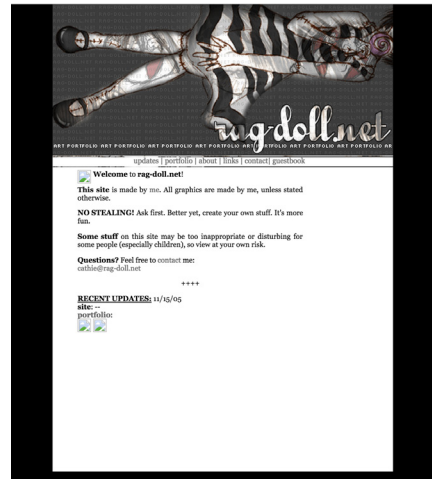 rag-doll.net
ART PORTFOLIO ART PORTFOLIO ART PORTFOLIO ART PORTFOLIO ART PORTFOLIO ART PORTFOLIO ART PORTFOLIO AR
updates | portfolio | about | links | contact| guestbook
Welcome to rag-doll.net!
This site is made by me. All graphics are made by me, unless stated
otherwise.
NO STEALING! Ask first. Better yet, create your own stuff. It's more
fun.
Some stuff on this site may be too inappropriate or disturbing for
some people (especially children), so view at your own risk.
Questions? Feel free to contact me:
cathie@rag-doll.net
++++
RECENT UPDATES: 11/15/05
site: --
portfolio: